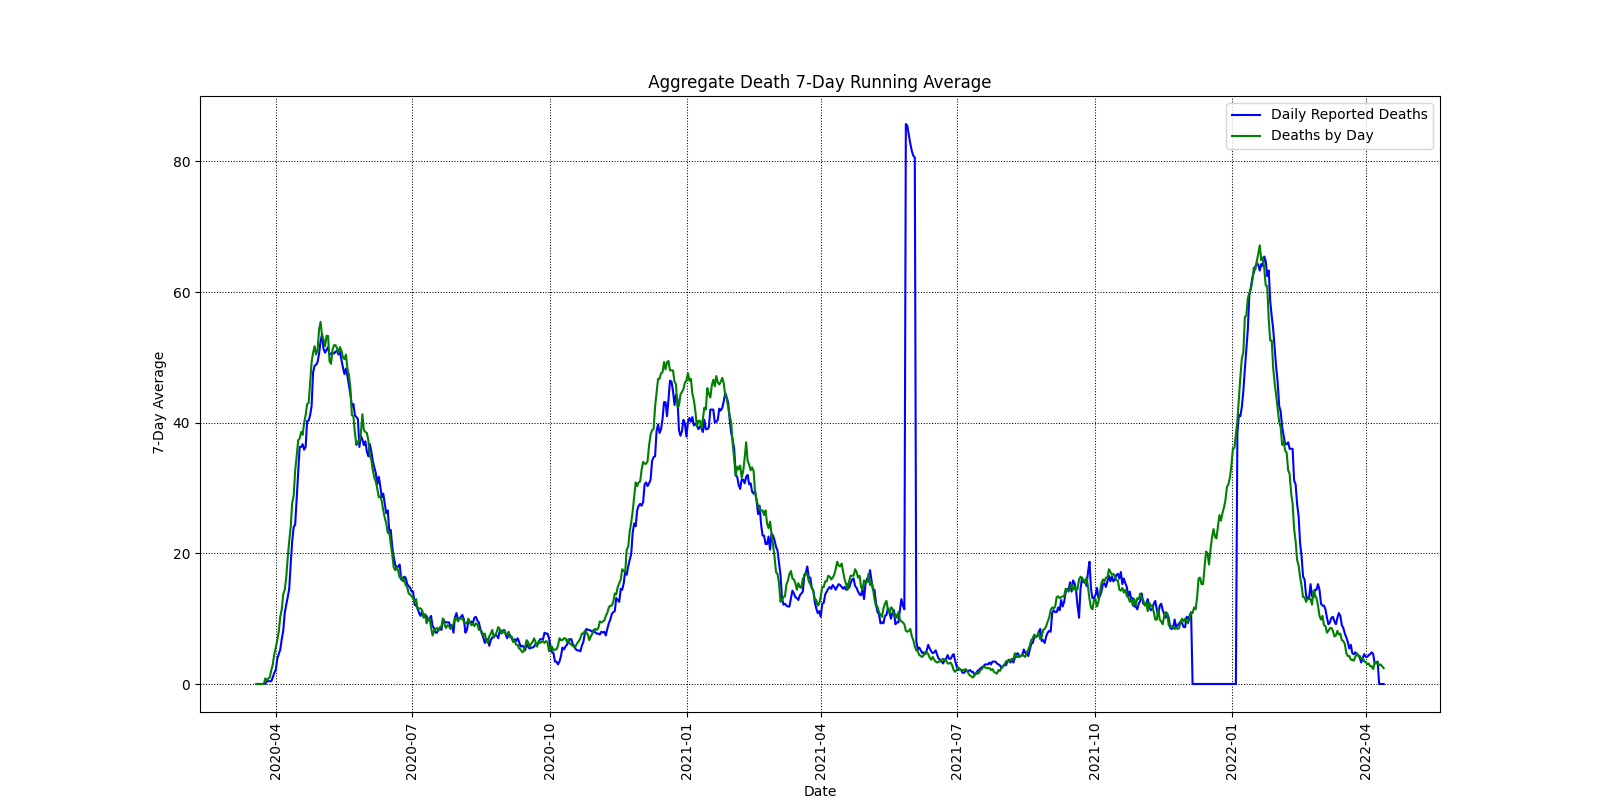 Aggregate Death 7-Day Running Average
Daily Reported Deaths
Deaths by Day
7-Day Average
80
60
40
20
0
2020-04
2020-07
2020-10
2021-01
2021-04
2021-07
2021-10
2022-01
2022-04
Date